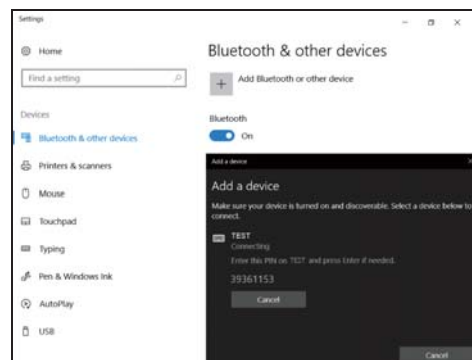 Settings
Home
Find a setting
Devices
Bluetooth & other devices
Printers & scanners
Mouse
Touchpad
Typing
Pen & Windows Ink
AutoPlay
USB
Bluetooth & other devices
Add Bluetooth or other device
Bluetooth
On
Add a device
Add a device
Make sure your device is turned on and discoverable. Select a device below to
connect.
TEST
Connecting
Enter this PIN on TEST and press Enter if needed.
39361153
Cancel
Cancel